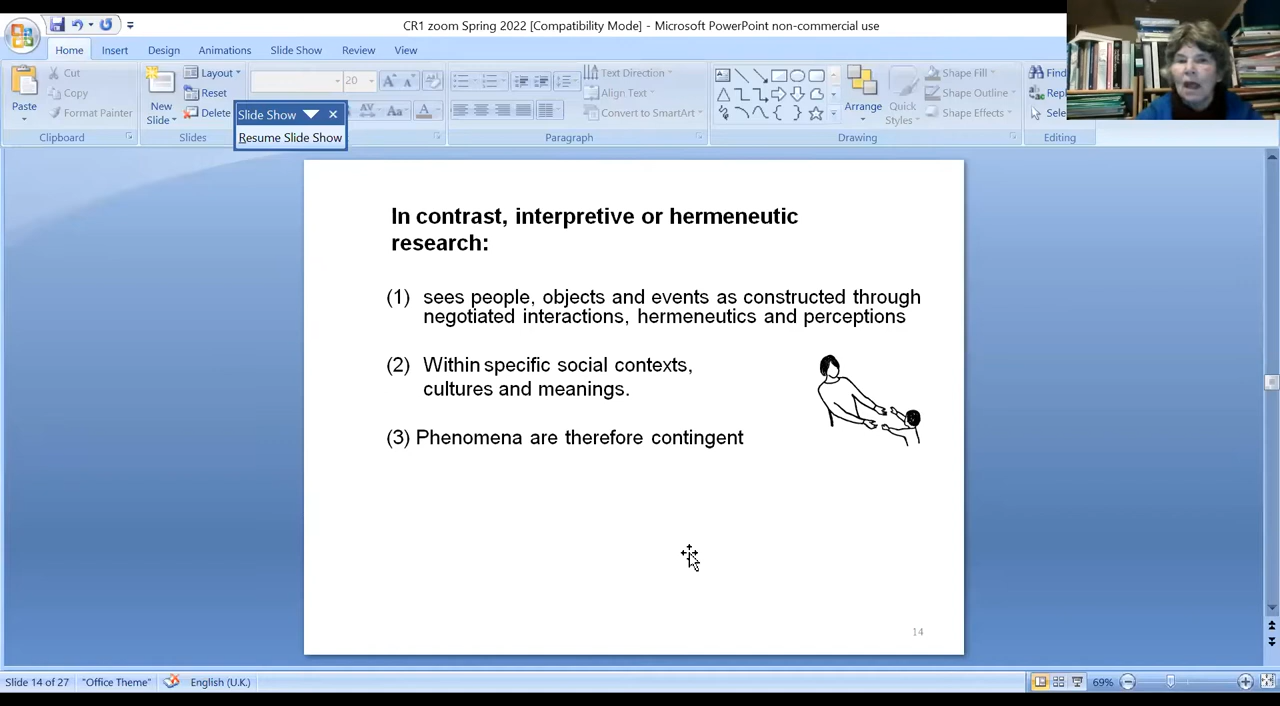 CR1 zoom Spring 2022 [Compatibility Mode] - Microsoft PowerPoint non-commercial use
Home Insert Design Animations Slide Show Review View
Paste
Cut
Copy
Format Painter
Clipboard
New
Slide
Layout
Reset
Delete
Slides
Slide Show
Resume Slide Show
20
Aa
A
Text Direction
Align Text
Convert to SmartArt
Paragraph
Arrange
Quick
Styles
Shape Fill
Shape Outline
Shape Effects
Drawing
Find
Editing
In contrast, interpretive or hermeneutic
research:
(1) sees people, objects and events as constructed through
negotiated interactions, hermeneutics and perceptions
(2) Within specific social contexts,
cultures and meanings.
(3) Phenomena are therefore contingent
14
Slide 14 of 27 "Office Theme" English (U.K.) 69%